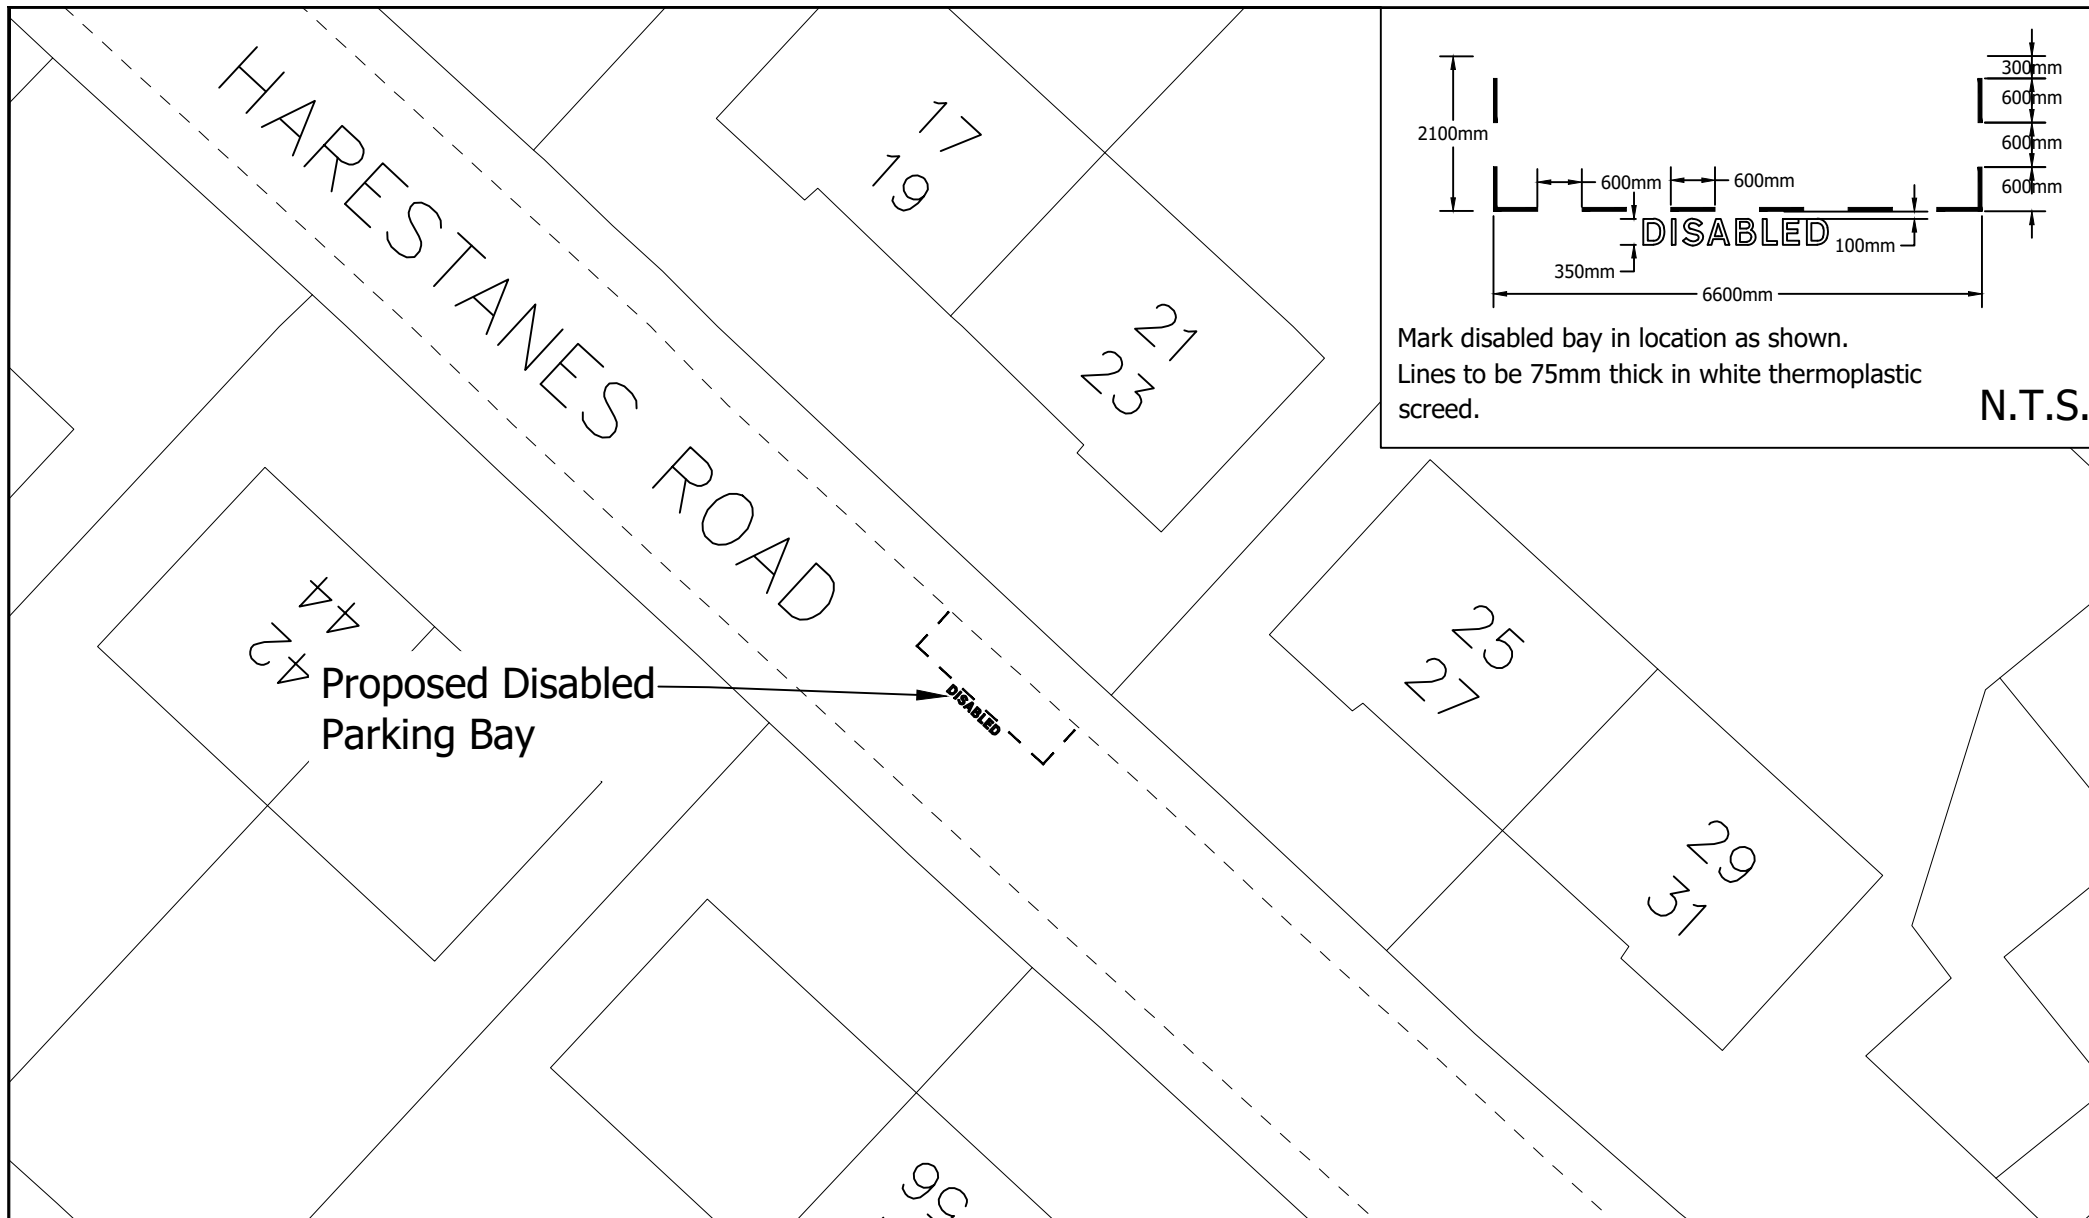 HARESTANES ROAD
17
19
21
23
25
27
29
31
44
42
Proposed Disabled
Parking Bay
DISABLED
2100mm
300mm
600mm
600mm
600mm
600mm
600mm
DISABLED
100mm
350mm
6600mm
Mark disabled bay in location as shown.
Lines to be 75mm thick in white thermoplastic
screed.
N.T.S.